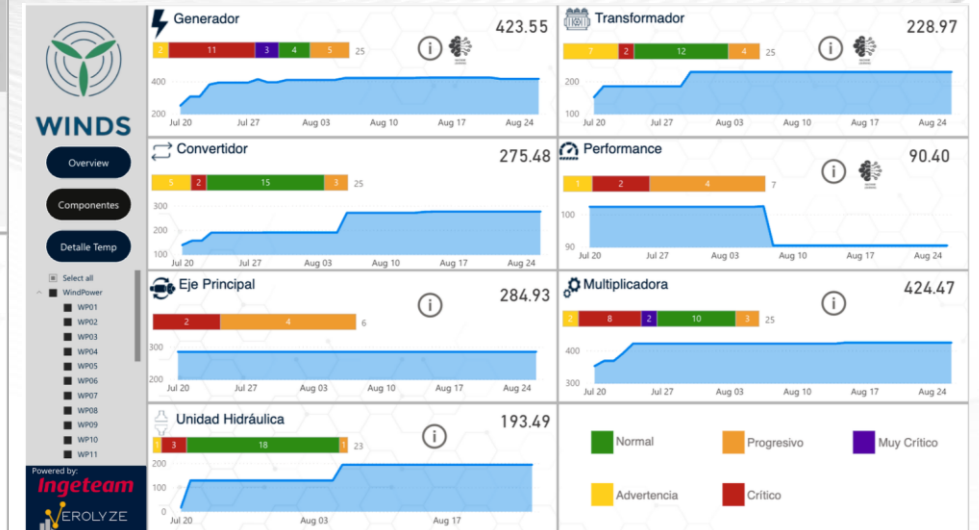 WINDS
Overview
Componentes
Detalle Temp
Select all
WindPower
WP01
WP02
WP03
WP04
WP05
WP06
WP07
WP08
WP09
WP10
WP11
Powered by:
Ingeteam
VEROLYZE
Generador
423.55
2 11 3 4 5 25
i
400
200
Jul 20 Jul 27 Aug 03 Aug 10 Aug 17 Aug 24
Transformador
228.97
7 2 12 4 25
i
200
100
Jul 20 Jul 27 Aug 03 Aug 10 Aug 17 Aug 24
Convertidor
275.48
5 2 15 3 25
300
200
100
Jul 20 Jul 27 Aug 03 Aug 10 Aug 17 Aug 24
Performance
90.40
1 2 4 7
i
100
90
Jul 20 Jul 27 Aug 03 Aug 10 Aug 17 Aug 24
Eje Principal
284.93
2 4 6
i
300
200
Jul 20 Jul 27 Aug 03 Aug 10 Aug 17 Aug 24
Multiplicadora
424.47
2 8 2 10 3 25
i
400
300
Jul 20 Jul 27 Aug 03 Aug 10 Aug 17 Aug 24
Unidad Hidráulica
193.49
1 3 18 1 23
i
200
100
0
Jul 20 Aug 03 Aug 17
Normal Progresivo Muy Crítico
Advertencia Crítico